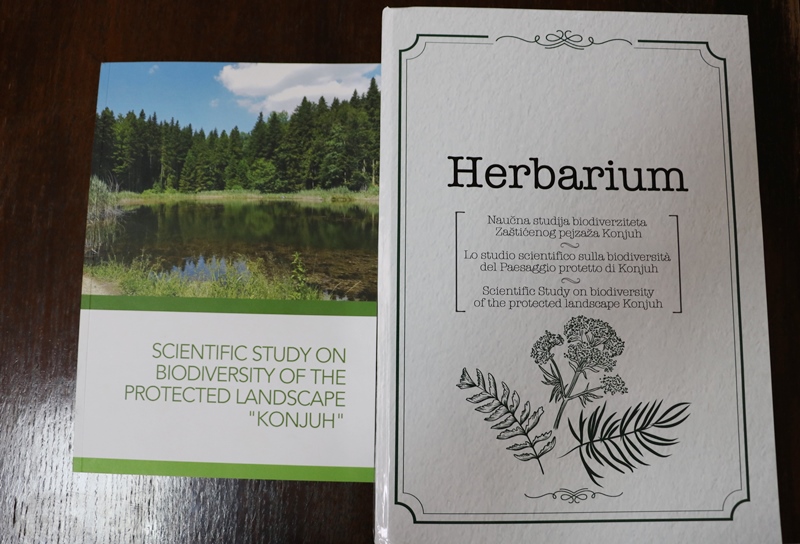 SCIENTIFIC STUDY ON
BIODIVERSITY OF THE
PROTECTED LANDSCAPE
"KONJUH"
Herbarium
Naučna studija biodiverziteta
Zaštićenog pejzaža Konjuh
~
Lo studio scientifico sulla biodiversità
del Paesaggio protetto di Konjuh
~
Scientific Study on biodiversity
of the protected landscape Konjuh